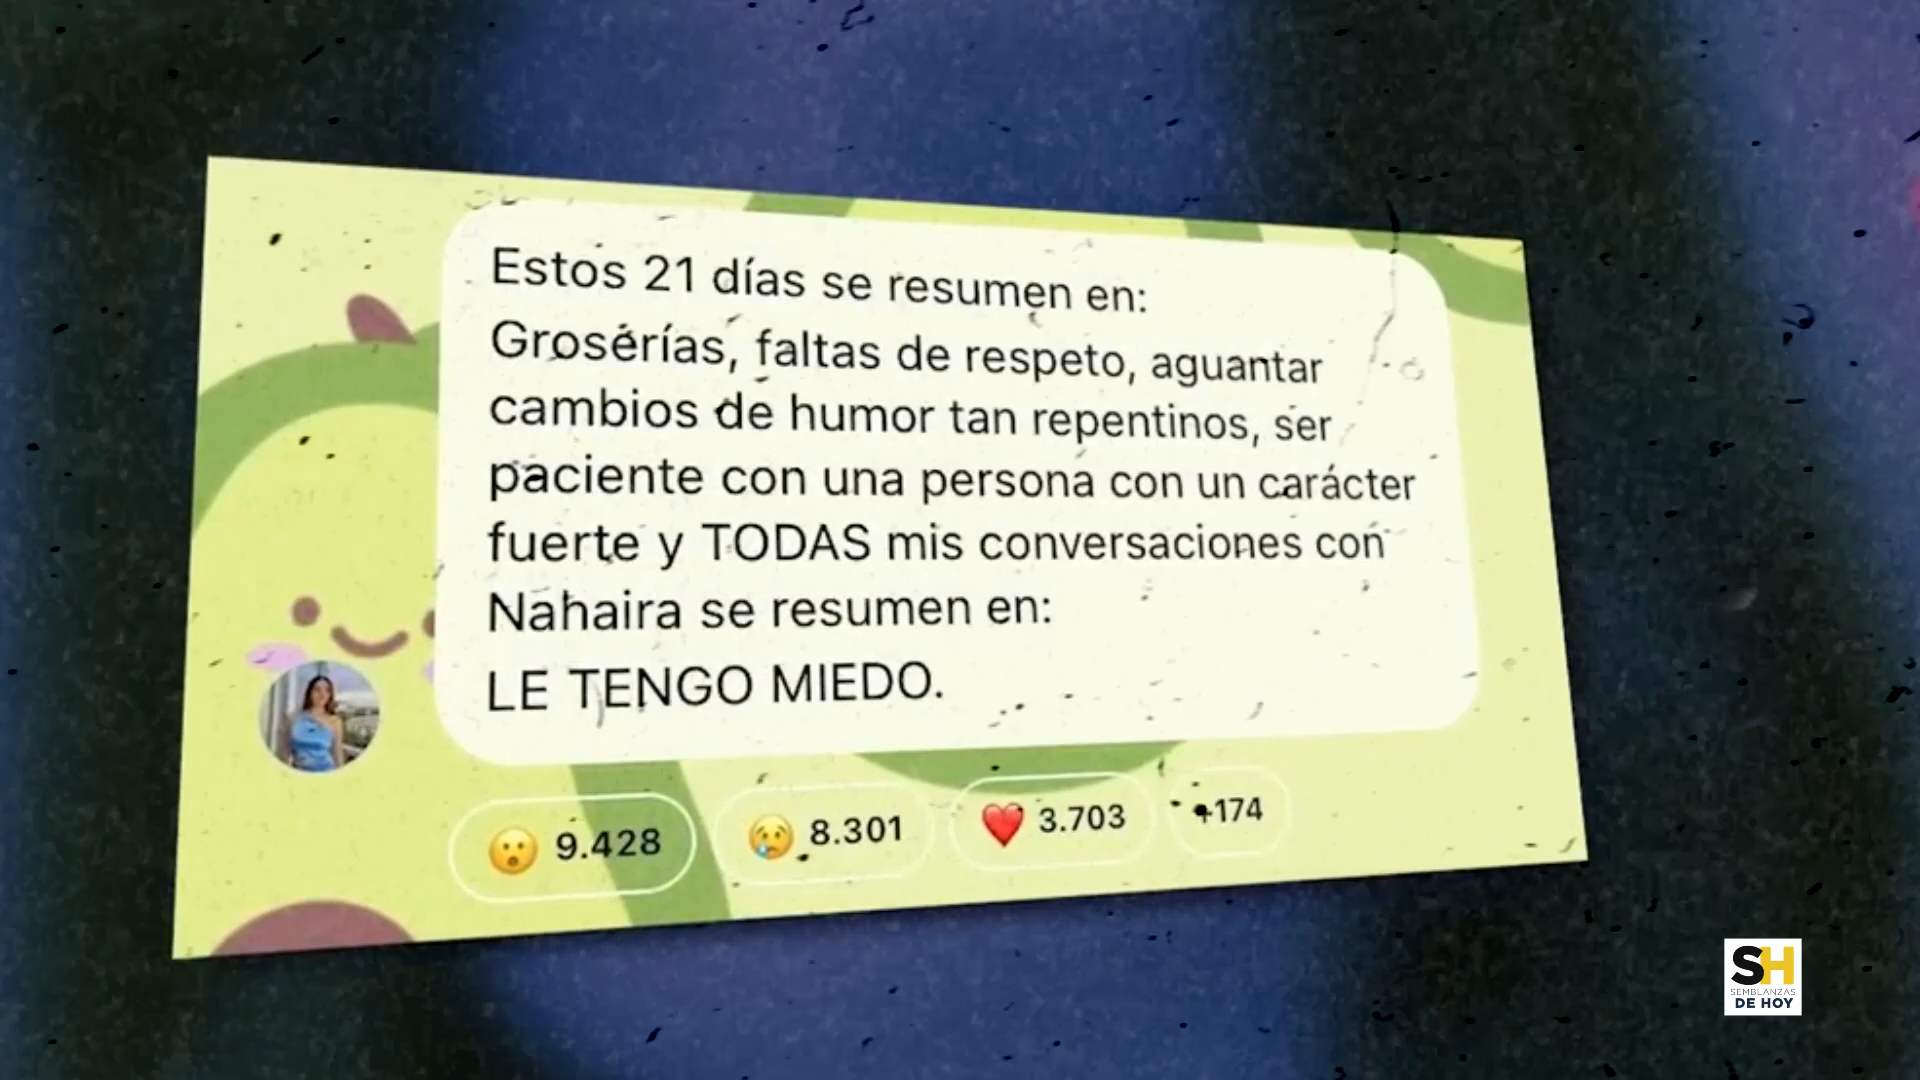 Estos 21 días se resumen en:
Groserías, faltas de respeto, aguantar
cambios de humor tan repentinos, ser
paciente con una persona con un carácter
fuerte y TODAS mis conversaciones con
Nahaira se resumen en:
LE TENGO MIEDO.
😮 9.428 😢 8.301 ❤️ 3.703 +174
SH
SEMBLANZAS
DE HOY